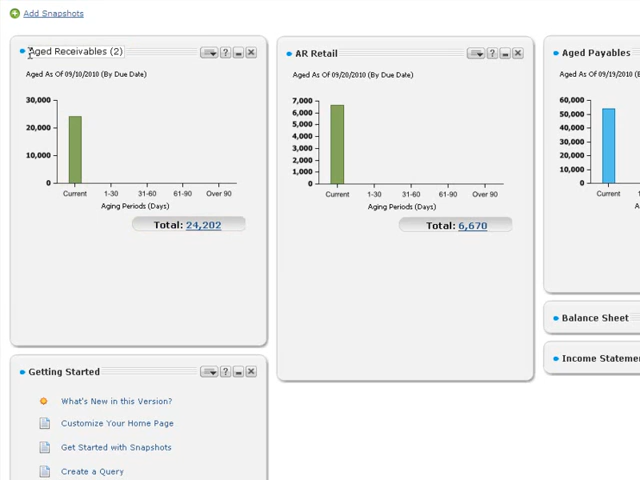 Add Snapshots
Aged Receivables (2)
Aged As Of 09/10/2010 (By Due Date)
30,000
20,000
10,000
0
Current 1-30 31-60 61-90 Over 90
Aging Periods (Days)
Total: 24,202
Getting Started
What's New in this Version?
Customize Your Home Page
Get Started with Snapshots
Create a Query
AR Retail
Aged As Of 09/20/2010 (By Due Date)
7,000
6,000
5,000
4,000
3,000
2,000
1,000
0
Current 1-30 31-60 61-90 Over 90
Aging Periods (Days)
Total: 6,670
Aged Payables
Aged As Of 09/19/2010 (
60,000
50,000
40,000
30,000
20,000
10,000
0
Current
A
Balance Sheet
Income Stateme